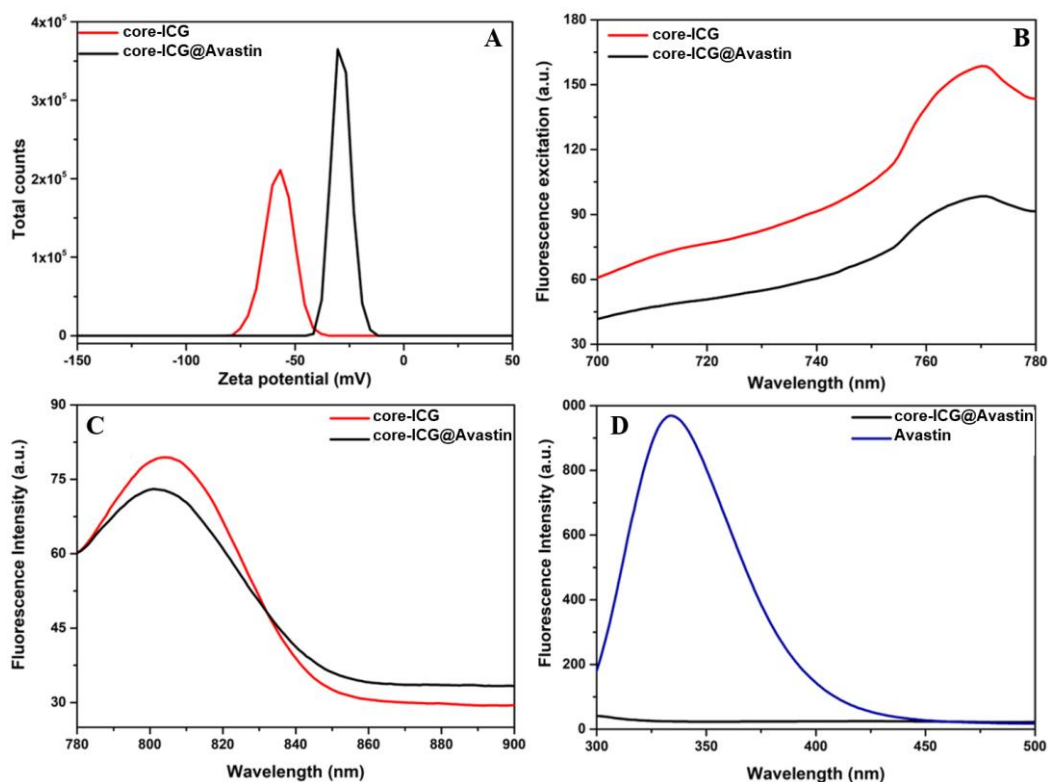 A
core-ICG
core-ICG@Avastin
4x10⁵
3x10⁵
2x10⁵
1x10⁵
0
Total counts
-150
-100
-50
0
50
Zeta potential (mV)
B
core-ICG
core-ICG@Avastin
180
150
120
90
60
30
Fluorescence excitation (a.u.)
700
720
740
760
780
Wavelength (nm)
C
core-ICG
core-ICG@Avastin
90
75
60
45
30
Fluorescence Intensity (a.u.)
780
800
820
840
860
880
900
Wavelength (nm)
D
core-ICG@Avastin
Avastin
000
800
600
400
200
0
Fluorescence Intensity (a.u.)
300
350
400
450
500
Wavelength (nm)